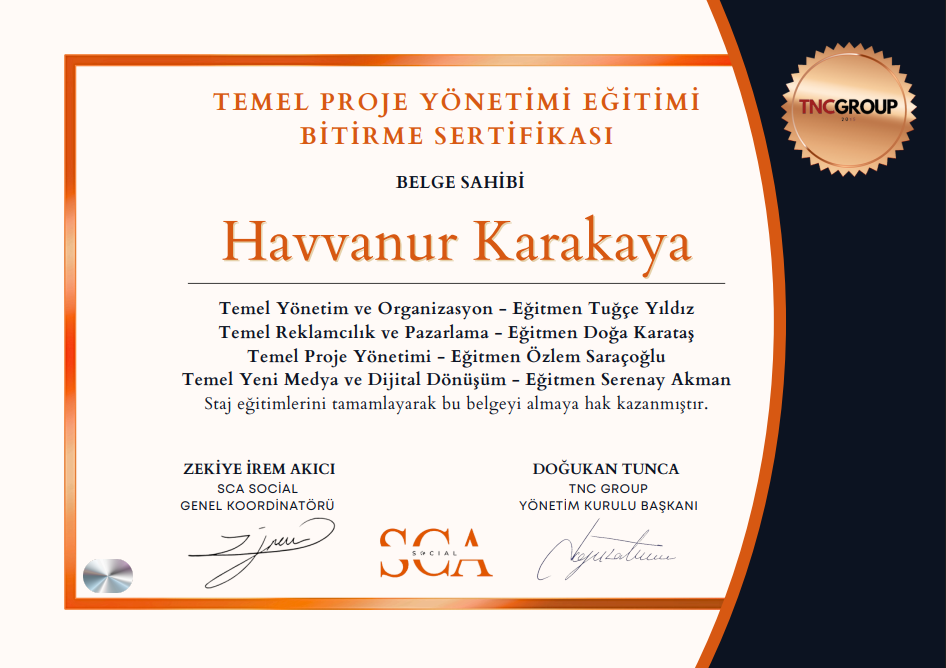 TEMEL PROJE YÖNETİMİ EĞİTİMİ
BİTİRME SERTİFİKASI
TNCGROUP
BELGE SAHİBİ
Havvanur Karakaya
Temel Yönetim ve Organizasyon - Eğitmen Tuğçe Yıldız
Temel Reklamcılık ve Pazarlama - Eğitmen Doğa Karataş
Temel Proje Yönetimi - Eğitmen Özlem Saraçoğlu
Temel Yeni Medya ve Dijital Dönüşüm - Eğitmen Serenay Akman
Staj eğitimlerini tamamlayarak bu belgeyi almaya hak kazanmıştır.
ZEKİYE İREM AKICI
SCA SOCİAL
GENEL KOORDİNATÖRÜ
DOĞUKAN TUNCA
TNC GROUP
YÖNETİM KURULU BAŞKANI
SCA
SOCIAL